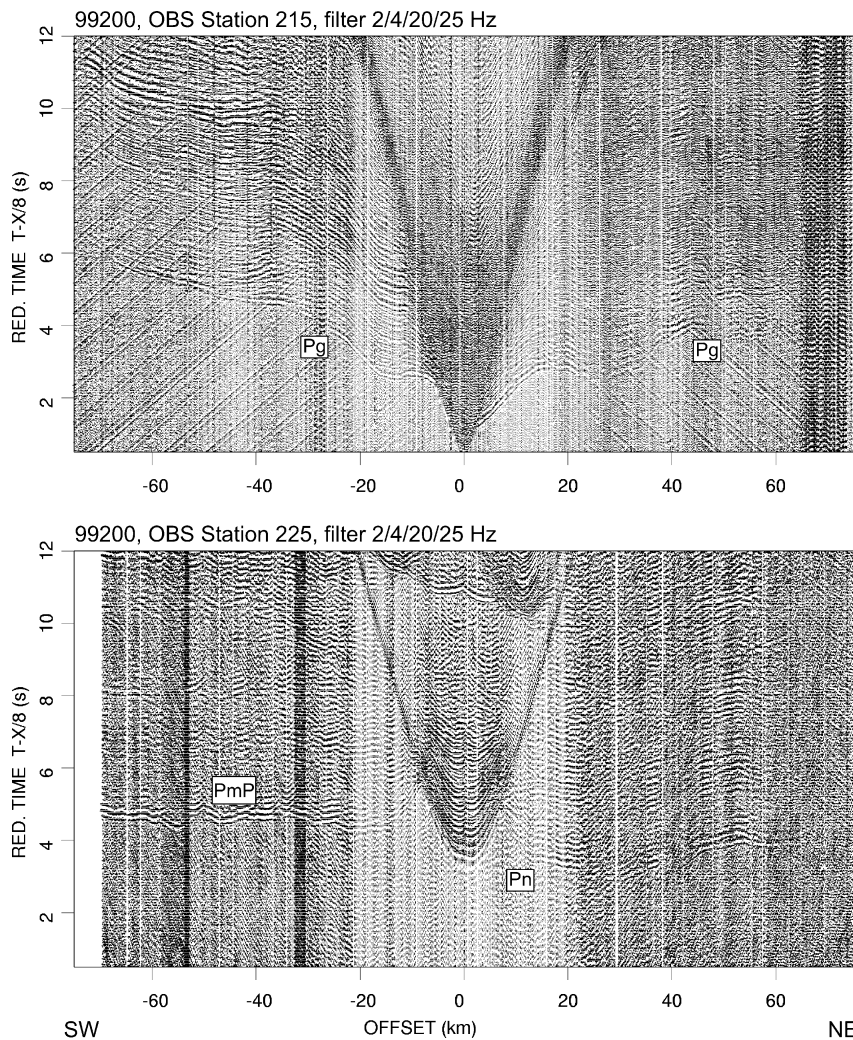 99200, OBS Station 215, filter 2/4/20/25 Hz
12
10
8
6
4
2
RED. TIME T-X/8 (s)
Pg
Pg
-60 -40 -20 0 20 40 60
99200, OBS Station 225, filter 2/4/20/25 Hz
12
10
8
6
4
2
RED. TIME T-X/8 (s)
PmP
Pn
-60 -40 -20 0 20 40 60
SW OFFSET (km) NE